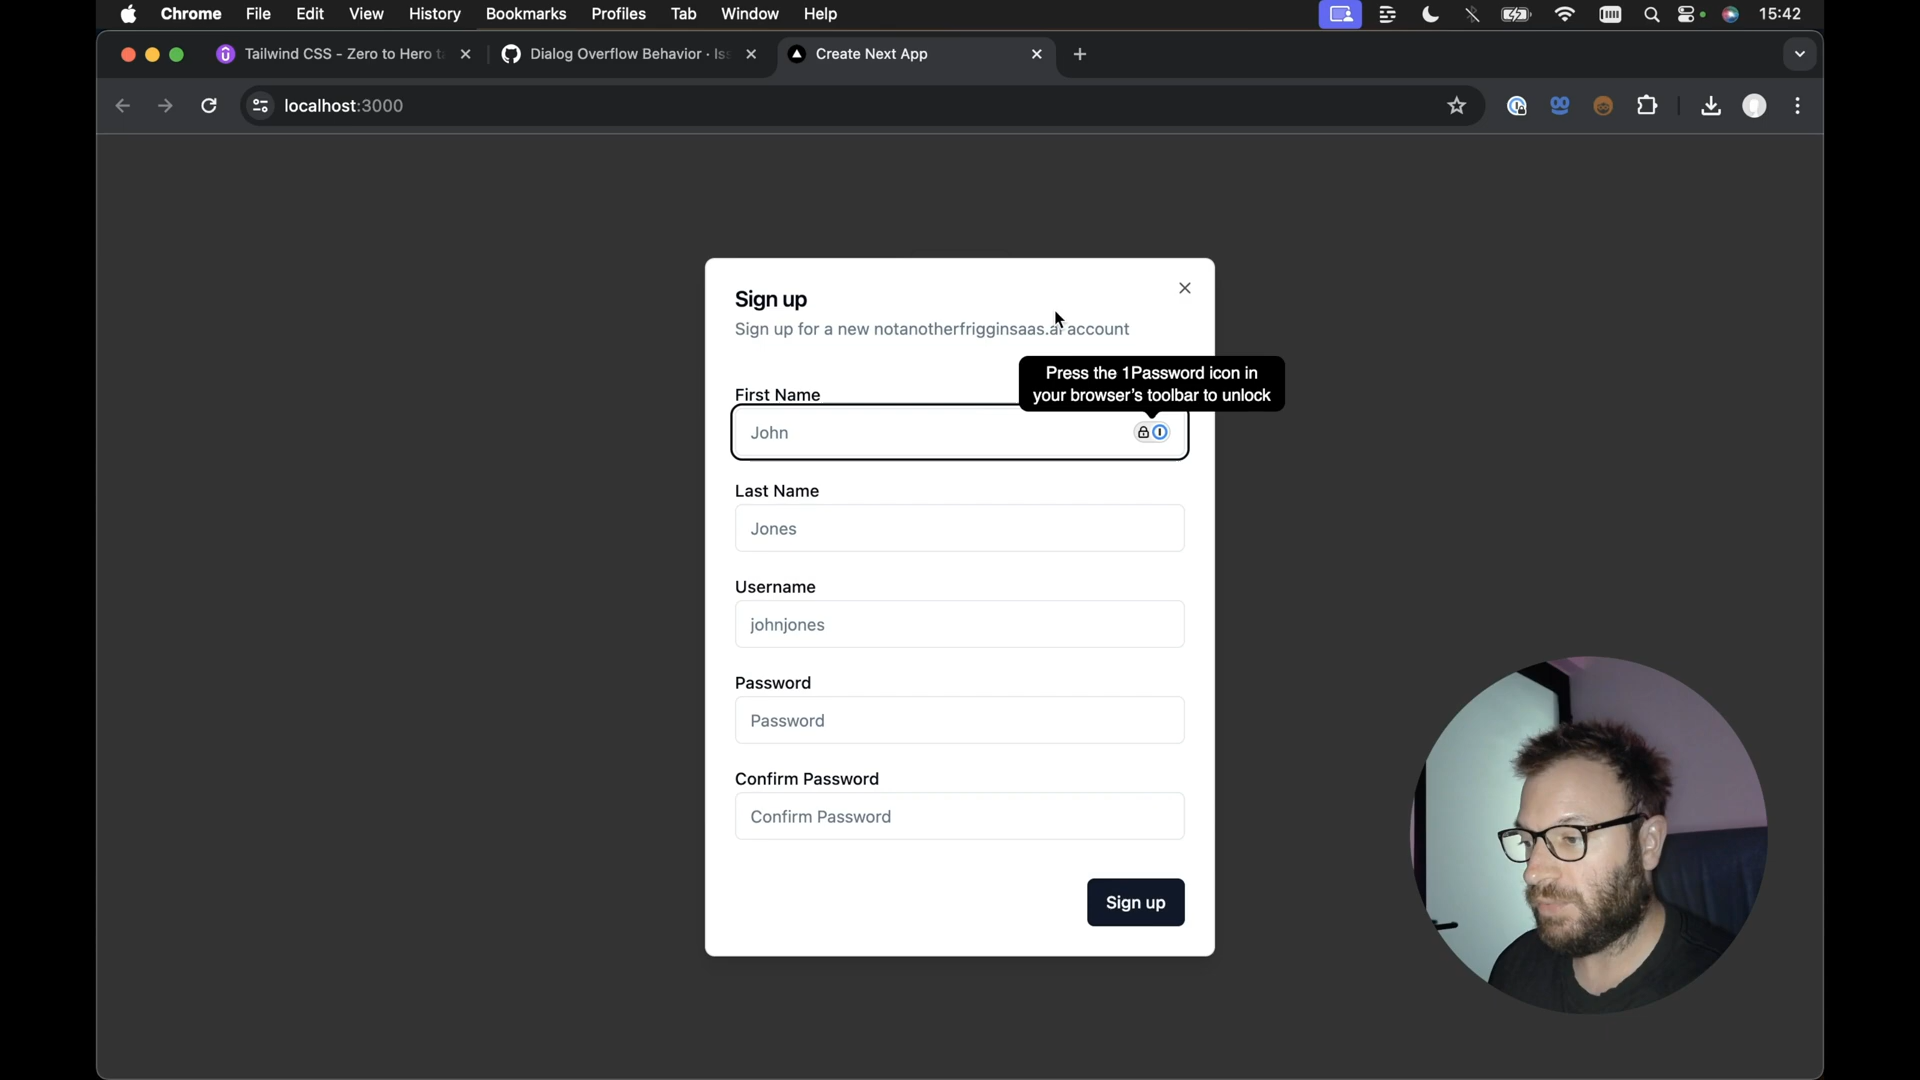 Chrome File Edit View History Bookmarks Profiles Tab Window Help 15:42
Tailwind CSS - Zero to Hero Dialog Overflow Behavior · Iss Create Next App
localhost:3000
Sign up
Sign up for a new notanotherfrigginsaas.ai account
Press the 1Password icon in
your browser's toolbar to unlock
First Name
John
Last Name
Jones
Username
johnjones
Password
Password
Confirm Password
Confirm Password
Sign up